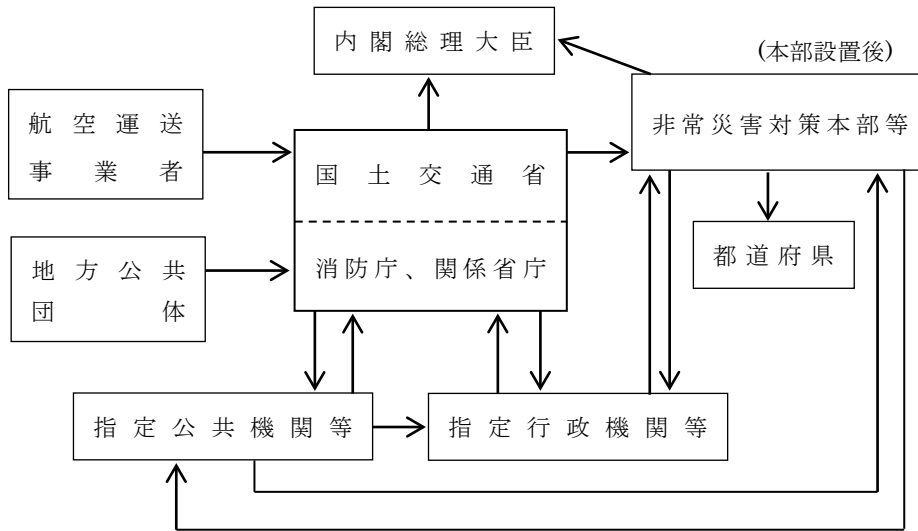 内閣総理大臣
(本部設置後)
航空運送
事業者
非常災害対策本部等
国土交通省
地方公共
団体
消防庁、関係省庁
都道府県
指定公共機関等
指定行政機関等